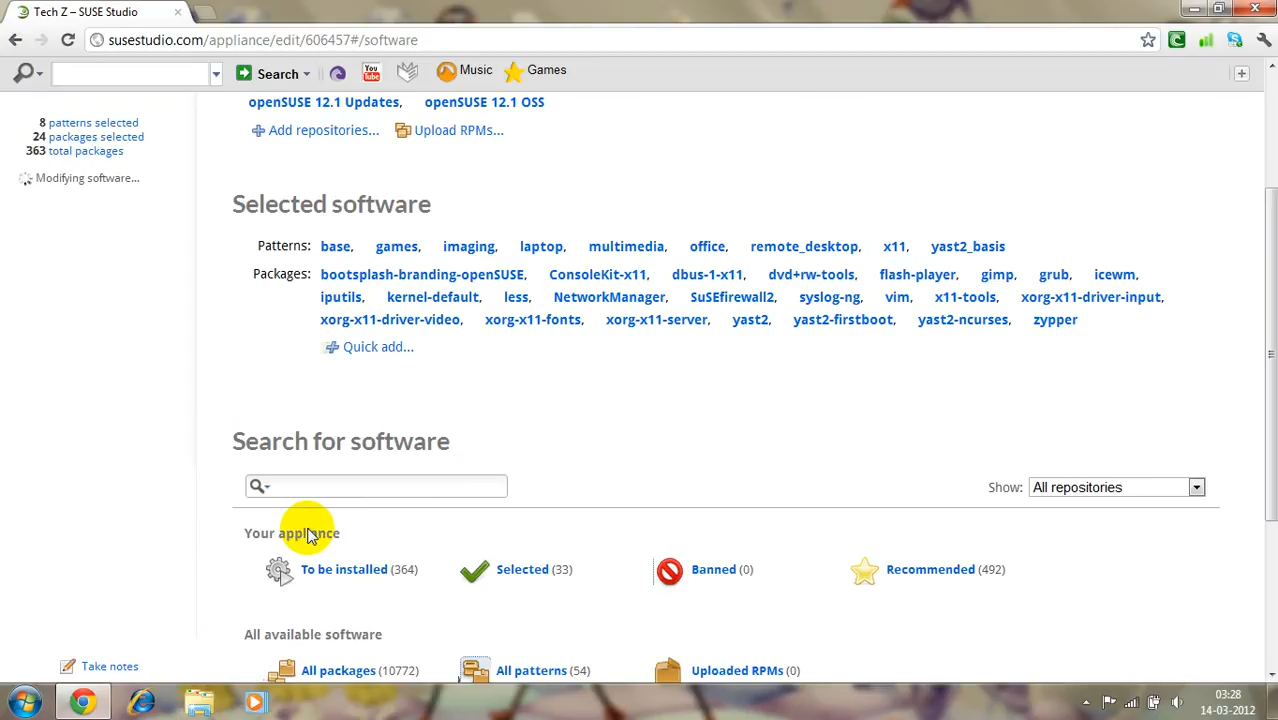 Tech Z – SUSE Studio
susestudio.com/appliance/edit/606457#/software
Search
You Tube
Music
Games
8 patterns selected
24 packages selected
363 total packages
Modifying software...
openSUSE 12.1 Updates, openSUSE 12.1 OSS
Add repositories... Upload RPMs...
Selected software
Patterns: base, games, imaging, laptop, multimedia, office, remote_desktop, x11, yast2_basis
Packages: bootsplash-branding-openSUSE, ConsoleKit-x11, dbus-1-x11, dvd+rw-tools, flash-player, gimp, grub, icewm,
iputils, kernel-default, less, NetworkManager, SuSEfirewall2, syslog-ng, vim, x11-tools, xorg-x11-driver-input,
xorg-x11-driver-video, xorg-x11-fonts, xorg-x11-server, yast2, yast2-firstboot, yast2-ncurses, zypper
Quick add...
Search for software
Show: All repositories
Your appliance
To be installed (364) Selected (33) Banned (0) Recommended (492)
All available software
All packages (10772) All patterns (54) Uploaded RPMs (0)
Take notes
03:28
14-03-2012